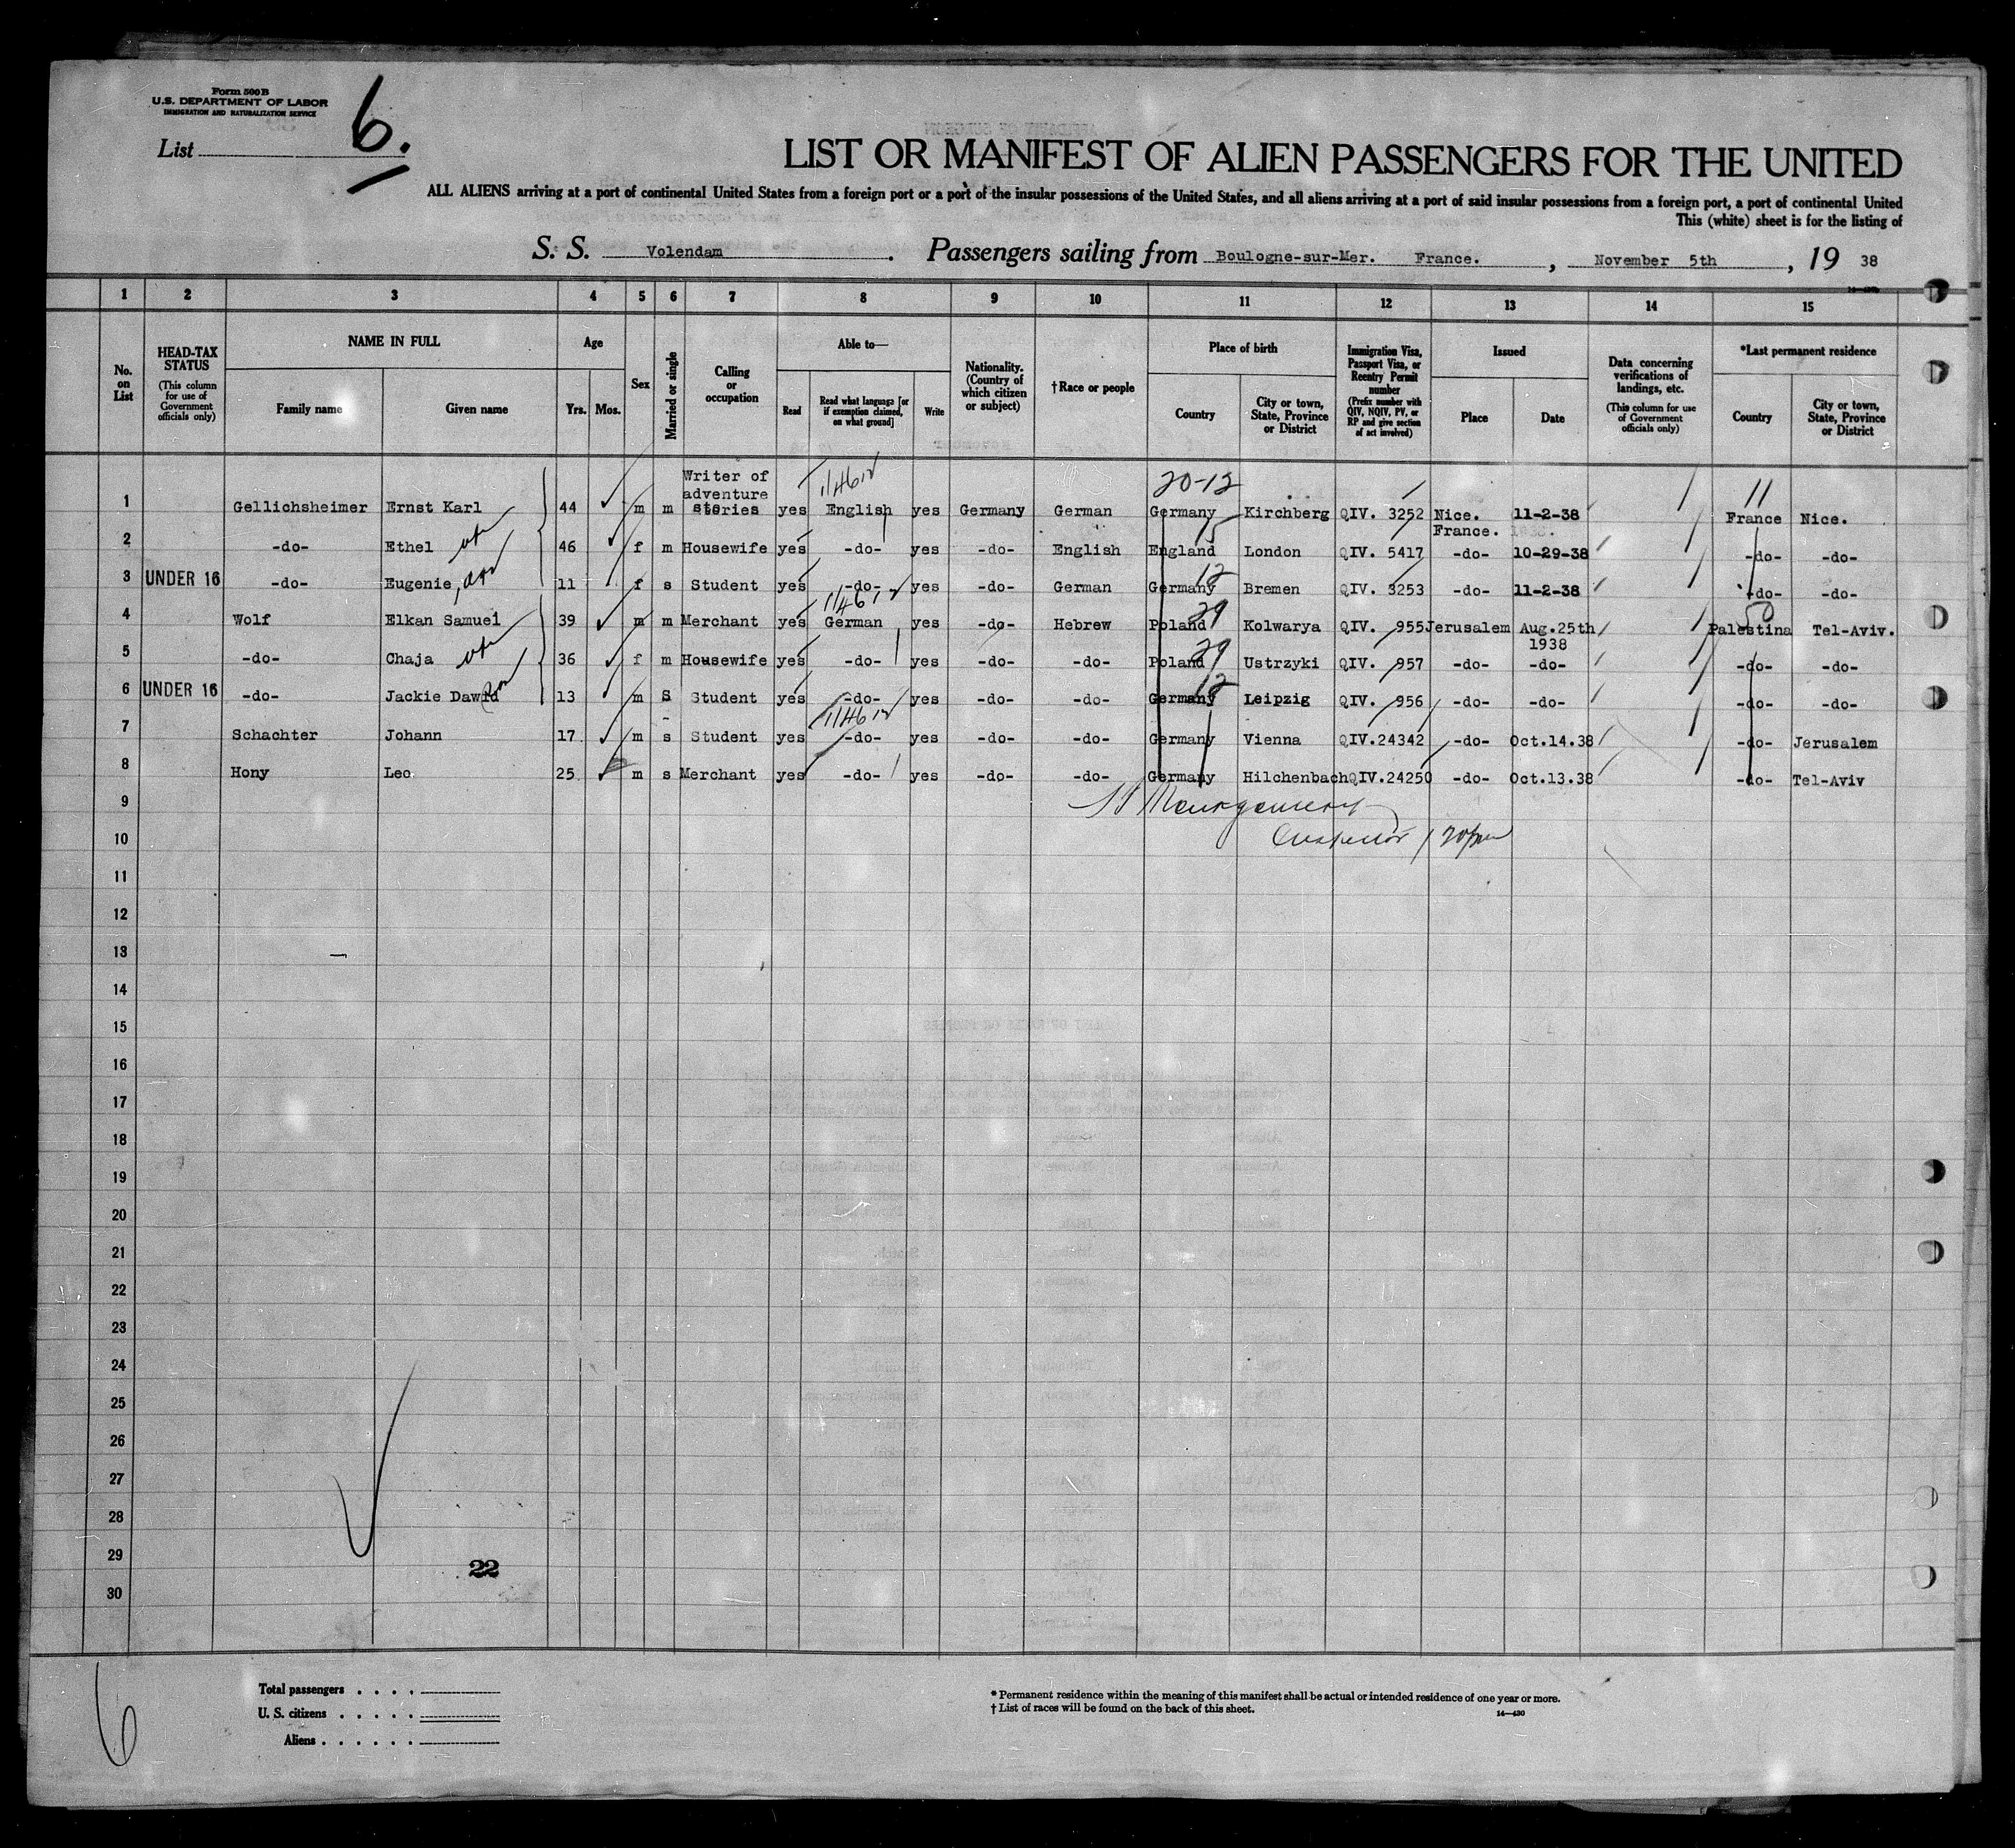 Form 500 B
U.S. DEPARTMENT OF LABOR
IMMIGRATION AND NATURALIZATION SERVICE
List 6.
LIST OR MANIFEST OF ALIEN PASSENGERS FOR THE UNITED
ALL ALIENS arriving at a port of continental United States from a foreign port or a port of the insular possessions of the United States, and all aliens arriving at a port of said insular possessions from a foreign port, a port of continental United
This (white) sheet is for the listing of
S. S. Volendam . Passengers sailing from Boulogne-sur-Mer. France. , November 5th , 19 38
1 2 3 4 5 6 7 8 9 10 11 12 13 14 15
No. on List
HEAD-TAX STATUS
(This column for use of Government officials only)
NAME IN FULL
Family name Given name
Age
Yrs. Mos.
Sex
Married or single
Calling or occupation
Able to—
Read
Read what language [or if exemption claimed, on what ground]
Write
Nationality. (Country of which citizen or subject)
†Race or people
Place of birth
Country
City or town, State, Province or District
Immigration Visa, Passport Visa, or Reentry Permit number
(Prefix number with QIV, NQIV, PV, or RP and give section of act involved)
Issued
Place Date
Data concerning verifications of landings, etc.
(This column for use of Government officials only)
*Last permanent residence
Country
City or town, State, Province or District
20-12 11
1 Gellichsheimer Ernst Karl 44 m m Writer of adventure stories yes English yes Germany German Germany Kirchberg QIV. 3252 Nice. France. 11-2-38 France Nice.
15
2 -do- Ethel 46 f m Housewife yes -do- yes -do- English England London QIV. 5417 -do- 10-29-38 -do- -do-
12
3 UNDER 16 -do- Eugenie, 11 f s Student yes -do- yes -do- German Germany Bremen QIV. 3253 -do- 11-2-38 -do- -do-
29 50
4 Wolf Elkan Samuel 39 m m Merchant yes German yes -do- Hebrew Poland Kolwarya QIV. 955 Jerusalem Aug.25th 1938 Palestina Tel-Aviv.
29
5 -do- Chaja 36 f m Housewife yes -do- yes -do- -do- Poland Ustrzyki QIV. 957 -do- -do- -do- -do-
12
6 UNDER 16 -do- Jackie Dawid 13 m S Student yes -do- yes -do- -do- Germany Leipzig QIV. 956 -do- -do- -do- -do-
7 Schachter Johann 17 m s Student yes -do- yes -do- -do- Germany Vienna QIV.24342 -do- Oct.14.38 -do- Jerusalem
8 Hony Leo 25 m s Merchant yes -do- yes -do- -do- Germany Hilchenbach QIV.24250 -do- Oct.13.38 -do- Tel-Aviv
9 Montgomery
10 Inspector
11
12
13
14
15
16
17
18
19
20
21
22
23
24
25
26
27
28
29 22
30
6
Total passengers . . . .
U. S. citizens . . . . .
Aliens . . . . . .
* Permanent residence within the meaning of this manifest shall be actual or intended residence of one year or more.
† List of races will be found on the back of this sheet.
14—430